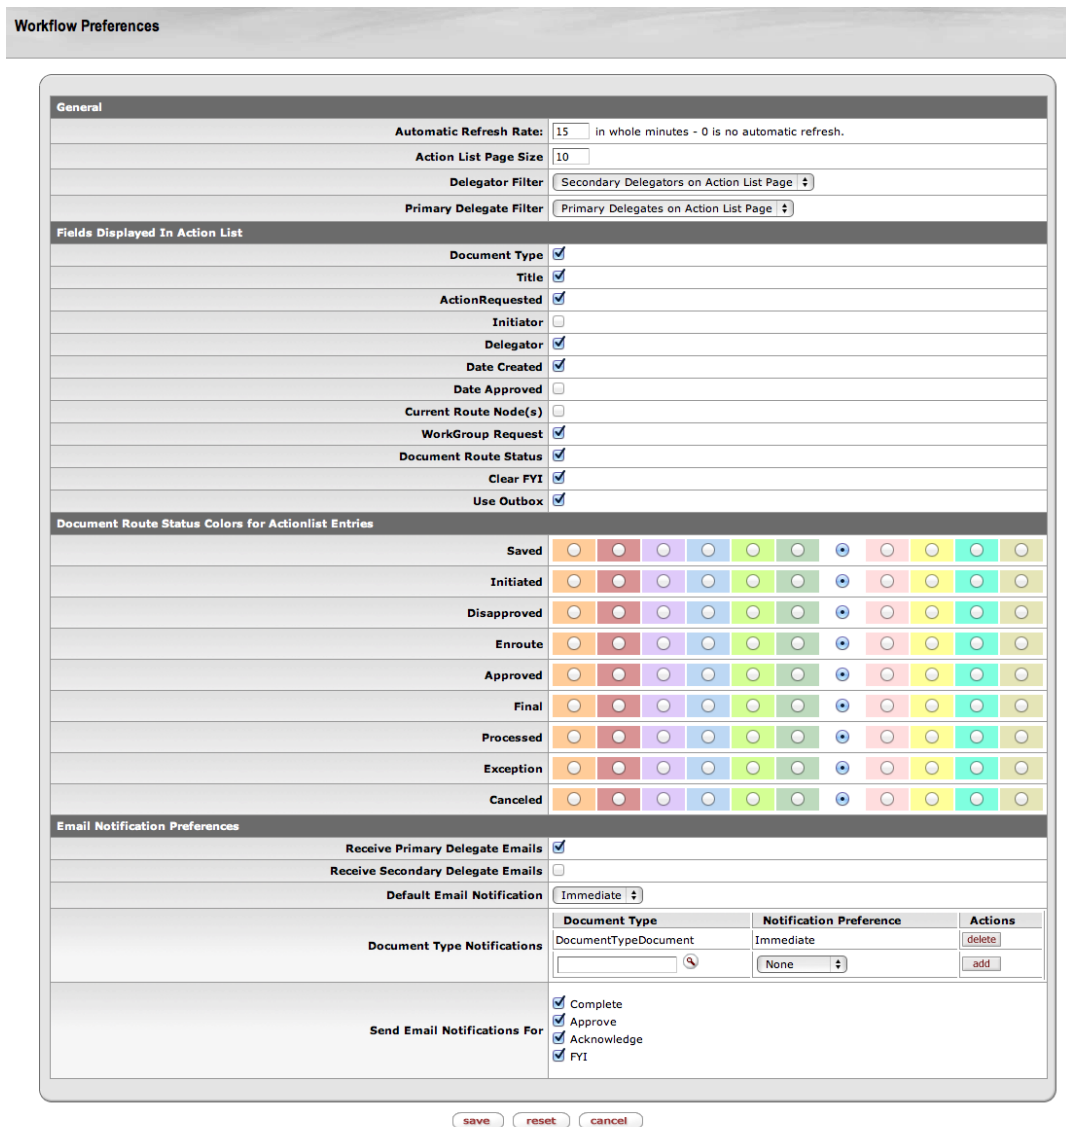 Workflow Preferences
General
Automatic Refresh Rate: 15 in whole minutes - 0 is no automatic refresh.
Action List Page Size 10
Delegator Filter Secondary Delegators on Action List Page
Primary Delegate Filter Primary Delegates on Action List Page
Fields Displayed In Action List
Document Type
Title
ActionRequested
Initiator
Delegator
Date Created
Date Approved
Current Route Node(s)
WorkGroup Request
Document Route Status
Clear FYI
Use Outbox
Document Route Status Colors for Actionlist Entries
Saved
Initiated
Disapproved
Enroute
Approved
Final
Processed
Exception
Canceled
Email Notification Preferences
Receive Primary Delegate Emails
Receive Secondary Delegate Emails
Default Email Notification Immediate
Document Type Notification Preference Actions
Document Type Notifications DocumentTypeDocument Immediate delete
None add
Send Email Notifications For
Complete
Approve
Acknowledge
FYI
save reset cancel